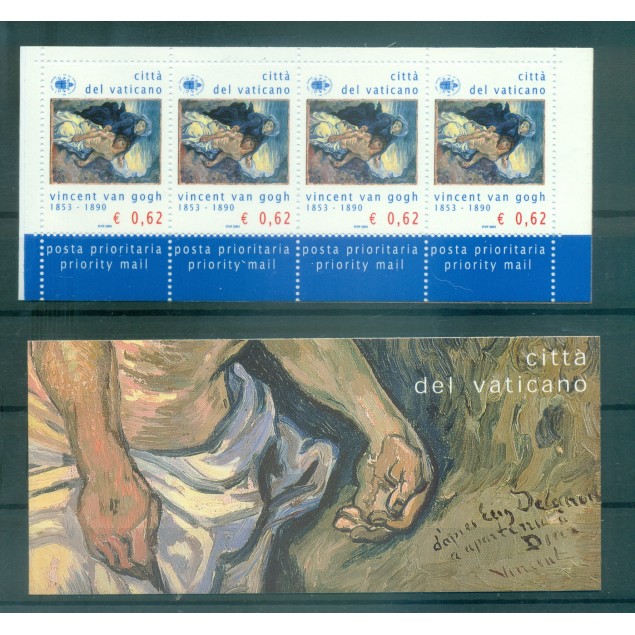 città
del vaticano
vincent van gogh
1853 - 1890
€ 0,62
posta prioritaria
priority mail
città
del vaticano
vincent van gogh
1853 - 1890
€ 0,62
posta prioritaria
priority mail
città
del vaticano
vincent van gogh
1853 - 1890
€ 0,62
posta prioritaria
priority mail
città
del vaticano
vincent van gogh
1853 - 1890
€ 0,62
posta prioritaria
priority mail
città
del vaticano
d'après Eug
Vincent